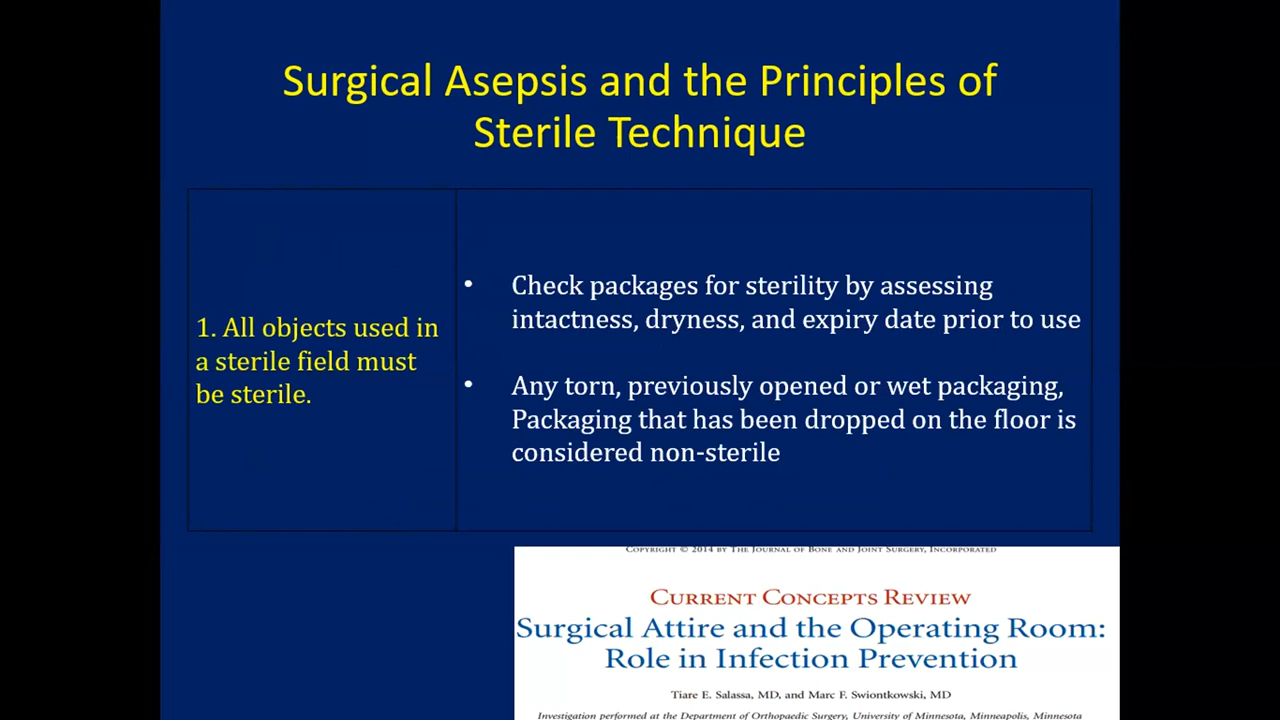 Surgical Asepsis and the Principles of
Sterile Technique
1. All objects used in
a sterile field must
be sterile.
• Check packages for sterility by assessing
intactness, dryness, and expiry date prior to use
• Any torn, previously opened or wet packaging,
Packaging that has been dropped on the floor is
considered non-sterile
COPYRIGHT © 2014 BY THE JOURNAL OF BONE AND JOINT SURGERY, INCORPORATED
CURRENT CONCEPTS REVIEW
Surgical Attire and the Operating Room:
Role in Infection Prevention
Tiare E. Salassa, MD, and Marc F. Swiontkowski, MD
Investigation performed at the Department of Orthopaedic Surgery, University of Minnesota, Minneapolis, Minnesota